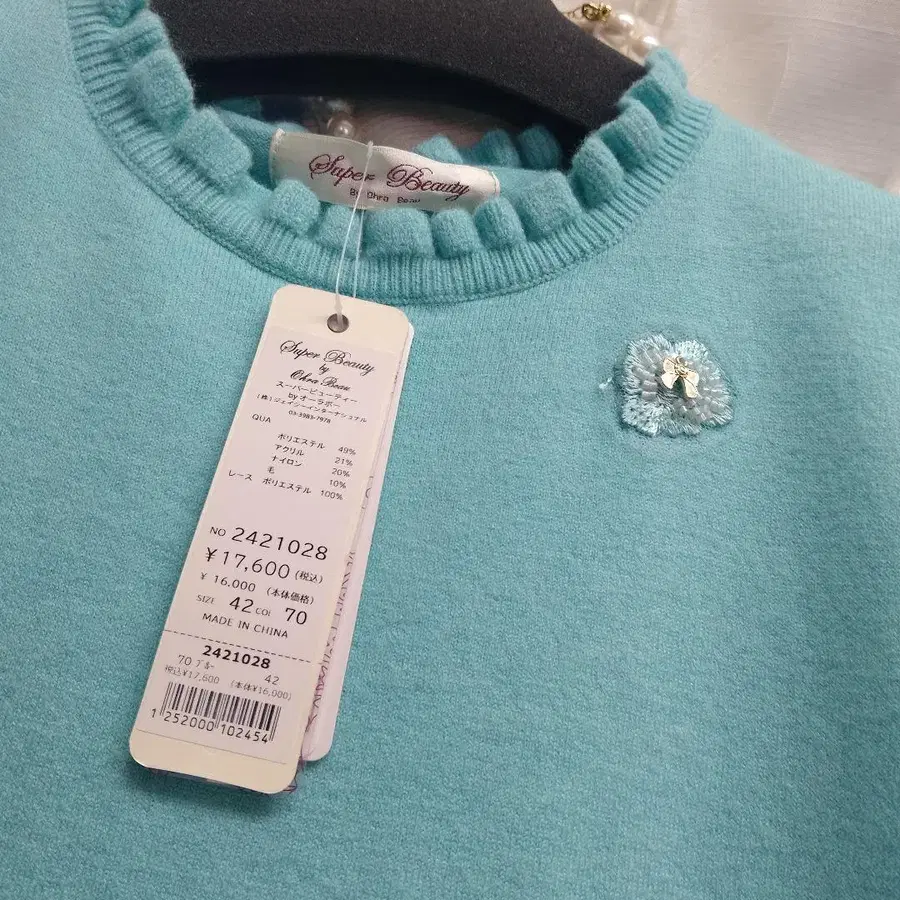 Super Beauty
By Ohra Beau
Super Beauty
by
Ohra Beau
スーパービューティー
byオーラボー
(株)ジェイシーインターナショナル
03-3983-7978
QUA
ポリエステル 49%
アクリル 21%
ナイロン 20%
毛 10%
レース ポリエステル 100%
NO 2421028
¥17,600 (税込)
¥ 16,000 (本体価格)
SIZE 42 COL 70
MADE IN CHINA
2421028
70 ブルー 42
税込¥17,600 (本体¥16,000)
1 252000 102454